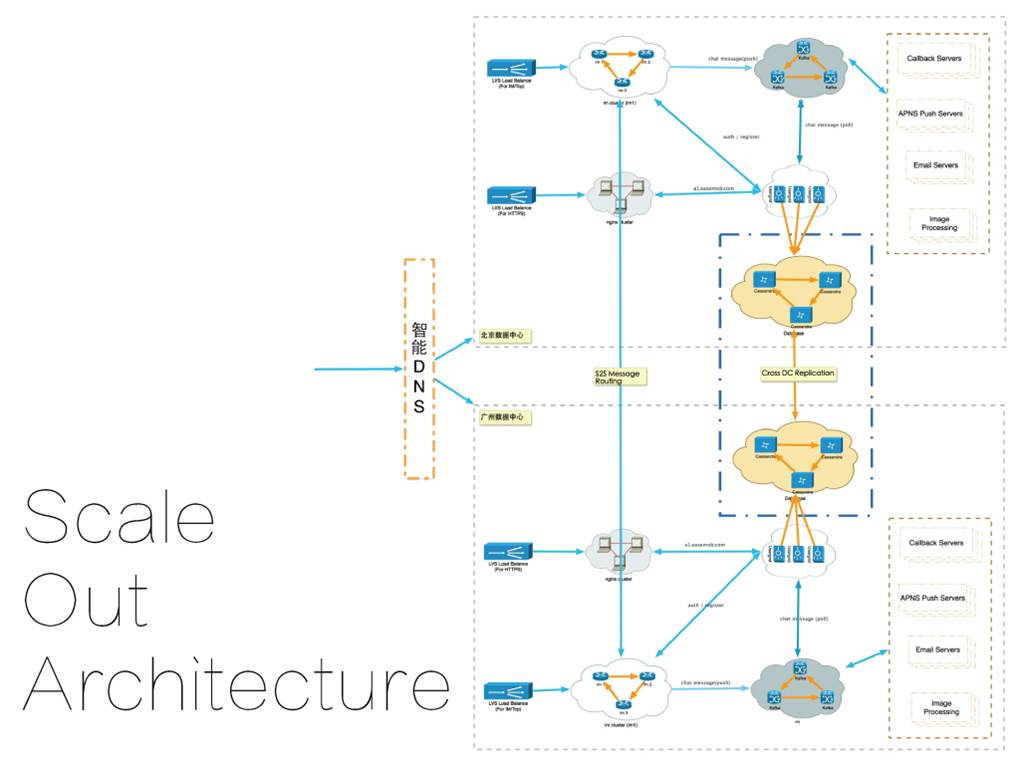 LVS Load Balance
(For IM/Tcp)
im-1
im-2
im-3
im cluster (im1)
chat message(push)
Kafka
Kafka
Kafka
Callback Servers
APNS Push Servers
Email Servers
Image
Processing
auth / register
chat message (poll)
LVS Load Balance
(For HTTPS)
nginx cluster
a1.easemob.com
Cassandra
Cassandra
Cassandra
Database
智
能
D
N
S
北京数据中心
S2S Message
Routing
Cross DC Replication
广州数据中心
Cassandra
Cassandra
Cassandra
Database
LVS Load Balance
(For HTTPS)
nginx cluster
a1.easemob.com
auth / register
chat message (poll)
Callback Servers
APNS Push Servers
Email Servers
Image
Processing
LVS Load Balance
(For IM/Tcp)
im-1
im-2
im-3
im cluster (im1)
chat message(push)
Kafka
Kafka
Kafka
Scale
Out
Architecture